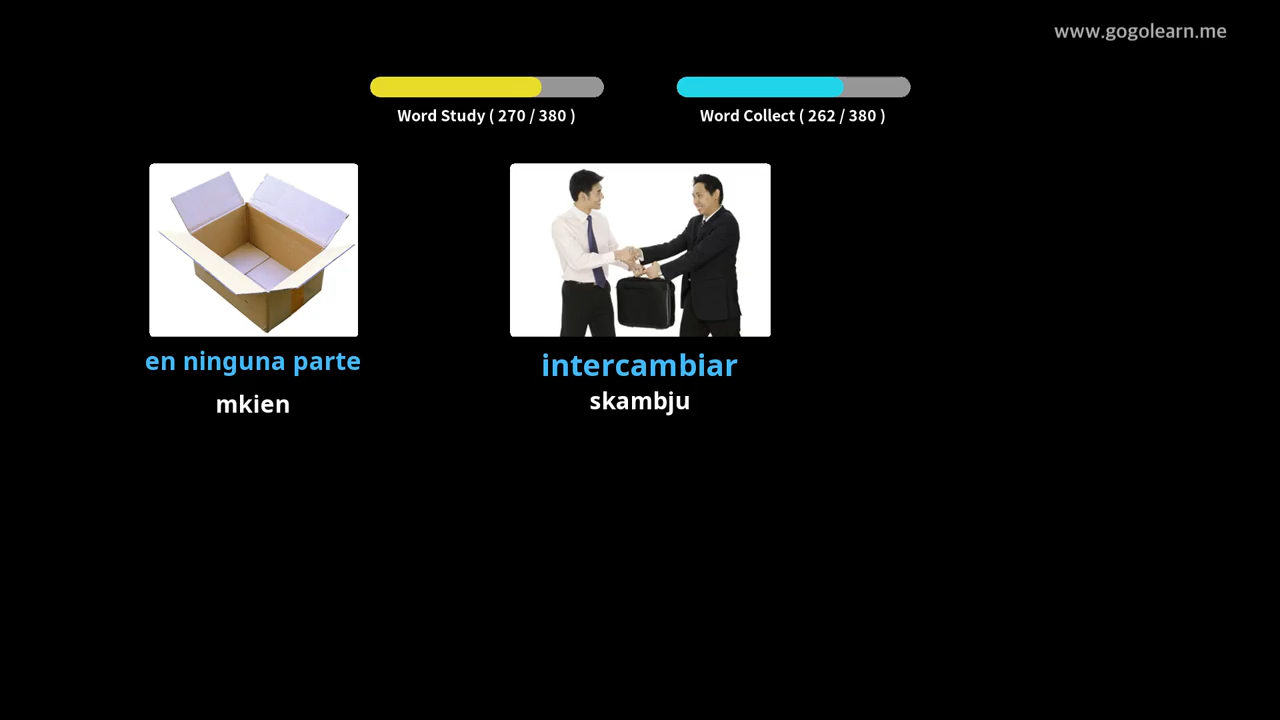 www.gogolearn.me
Word Study ( 270 / 380 )
Word Collect ( 262 / 380 )
en ninguna parte
mkien
intercambiar
skambju